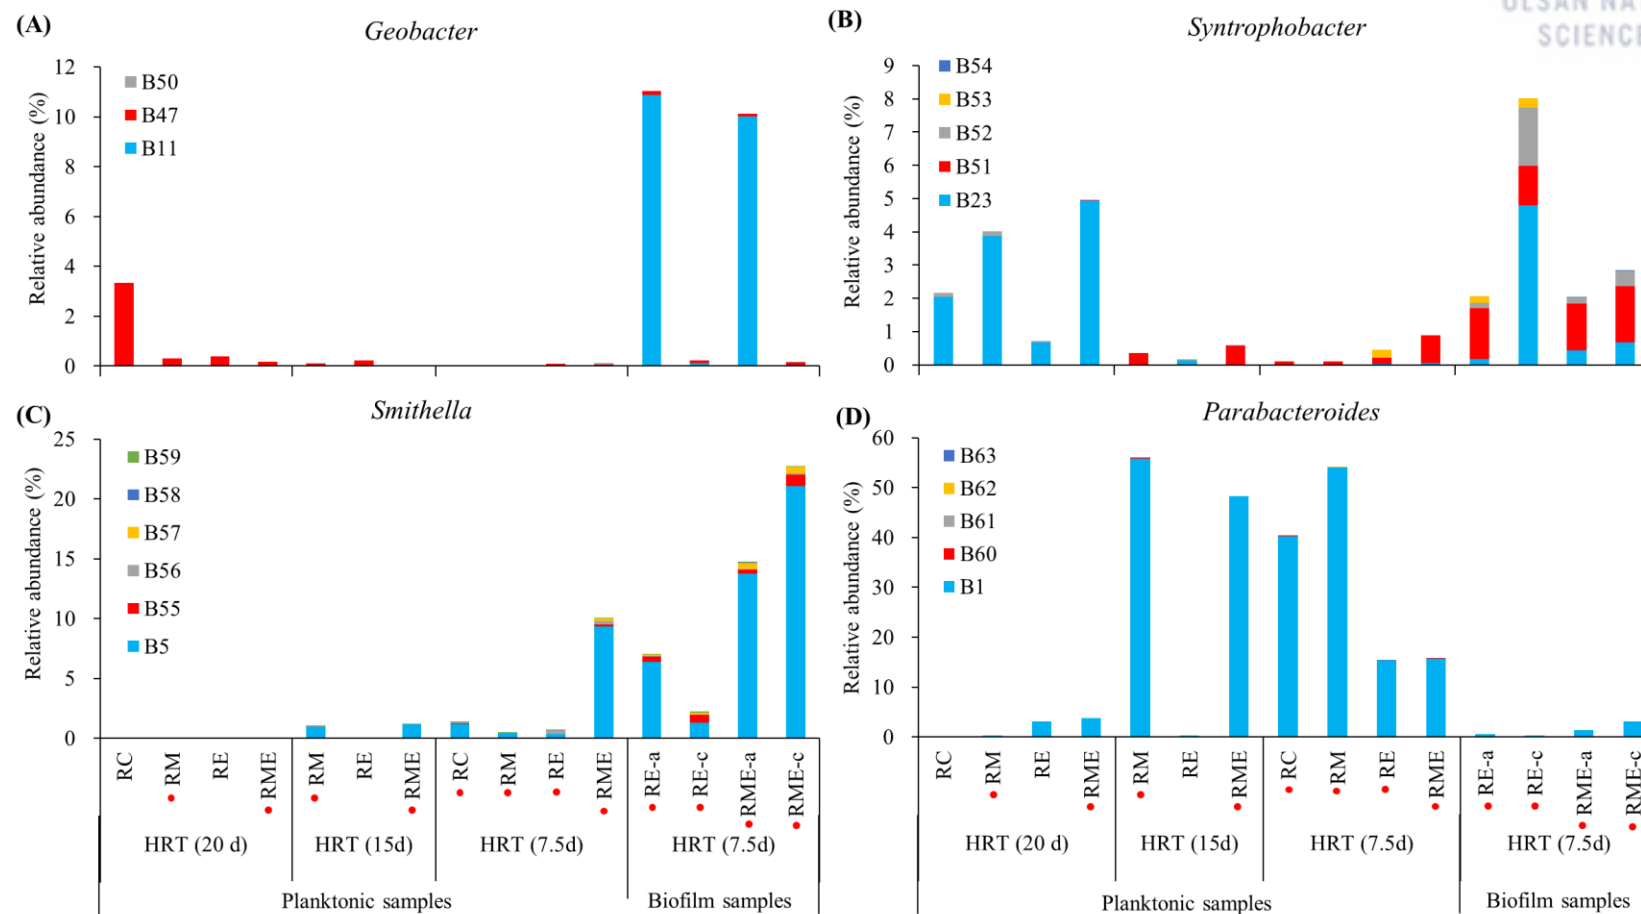 ULSAN NA
SCIENCE
(A)
Geobacter
Relative abundance (%)
12
10
8
6
4
2
0
B50
B47
B11
(B)
Syntrophobacter
Relative abundance (%)
9
8
7
6
5
4
3
2
1
0
B54
B53
B52
B51
B23
(C)
Smithella
Relative abundance (%)
25
20
15
10
5
0
B59
B58
B57
B56
B55
B5
RC
RM
RE
RME
RM
RE
RME
RC
RM
RE
RME
RE-a
RE-c
RME-a
RME-c
HRT (20 d)
HRT (15d)
HRT (7.5d)
HRT (7.5d)
Planktonic samples
Biofilm samples
(D)
Parabacteroides
Relative abundance (%)
60
50
40
30
20
10
0
B63
B62
B61
B60
B1
RC
RM
RE
RME
RM
RE
RME
RC
RM
RE
RME
RE-a
RE-c
RME-a
RME-c
HRT (20 d)
HRT (15d)
HRT (7.5d)
HRT (7.5d)
Planktonic samples
Biofilm samples